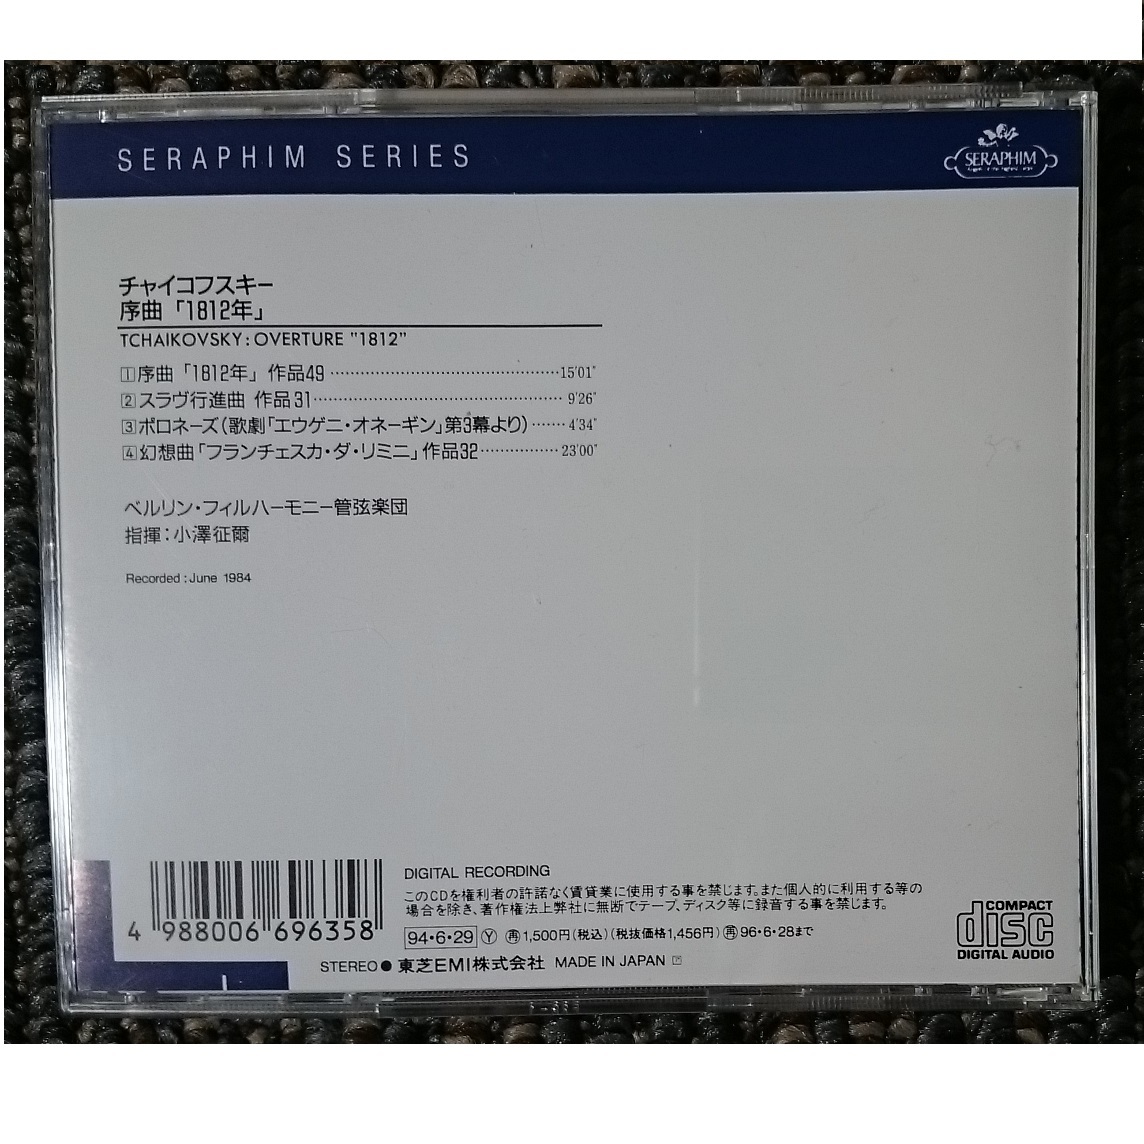 SERAPHIM SERIES
SERAPHIM
チャイコフスキー
序曲「1812年」
TCHAIKOVSKY : OVERTURE "1812"
1 序曲「1812年」作品49 ……………………………………… 15'01"
2 スラヴ行進曲 作品31 ……………………………………… 9'26"
3 ポロネーズ(歌劇「エウゲニ・オネーギン」第3幕より) ……… 4'34"
4 幻想曲「フランチェスカ・ダ・リミニ」作品32 …………… 23'00"
ベルリン・フィルハーモニー管弦楽団
指揮:小澤征爾
Recorded : June 1984
DIGITAL RECORDING
このCDを権利者の許諾なく賃貸業に使用する事を禁じます。また個人的に利用する等の
場合を除き、著作権法上弊社に無断でテープ、ディスク等に録音する事を禁じます。
94・6・29 Ⓨ ㊥1,500円(税込)(税抜価格1,456円) ㊥96・6・28まで
4 988006 696358
STEREO ● 東芝EMI株式会社 MADE IN JAPAN
COMPACT
disc
DIGITAL AUDIO